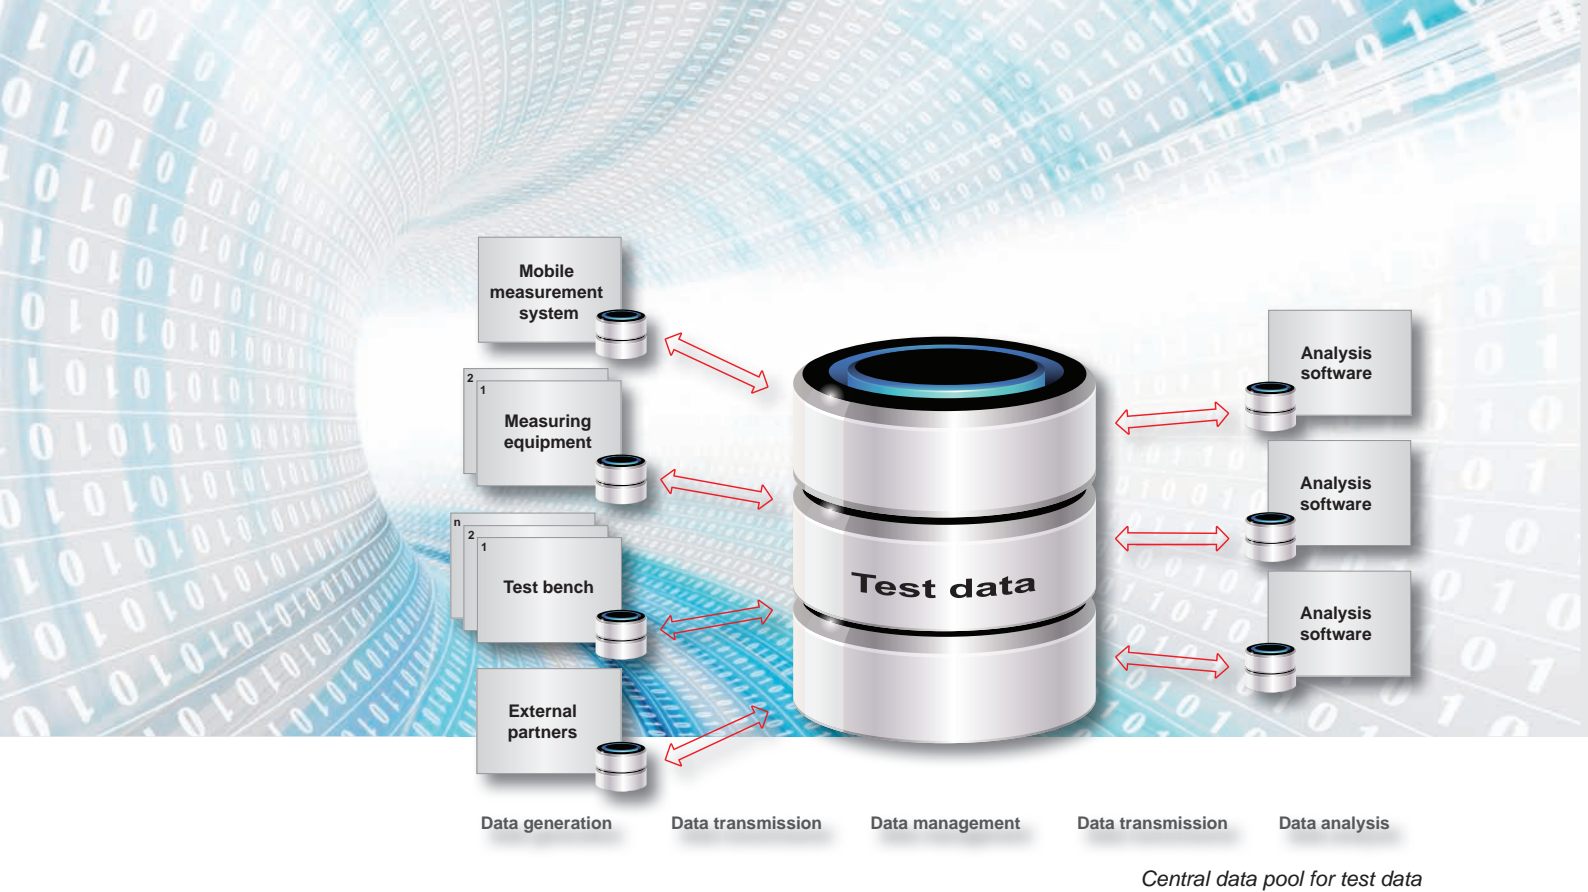 Mobile
measurement
system
2
1
Measuring
equipment
n
2
1
Test bench
External
partners
Test data
Analysis
software
Analysis
software
Analysis
software
Data generation
Data transmission
Data management
Data transmission
Data analysis
Central data pool for test data